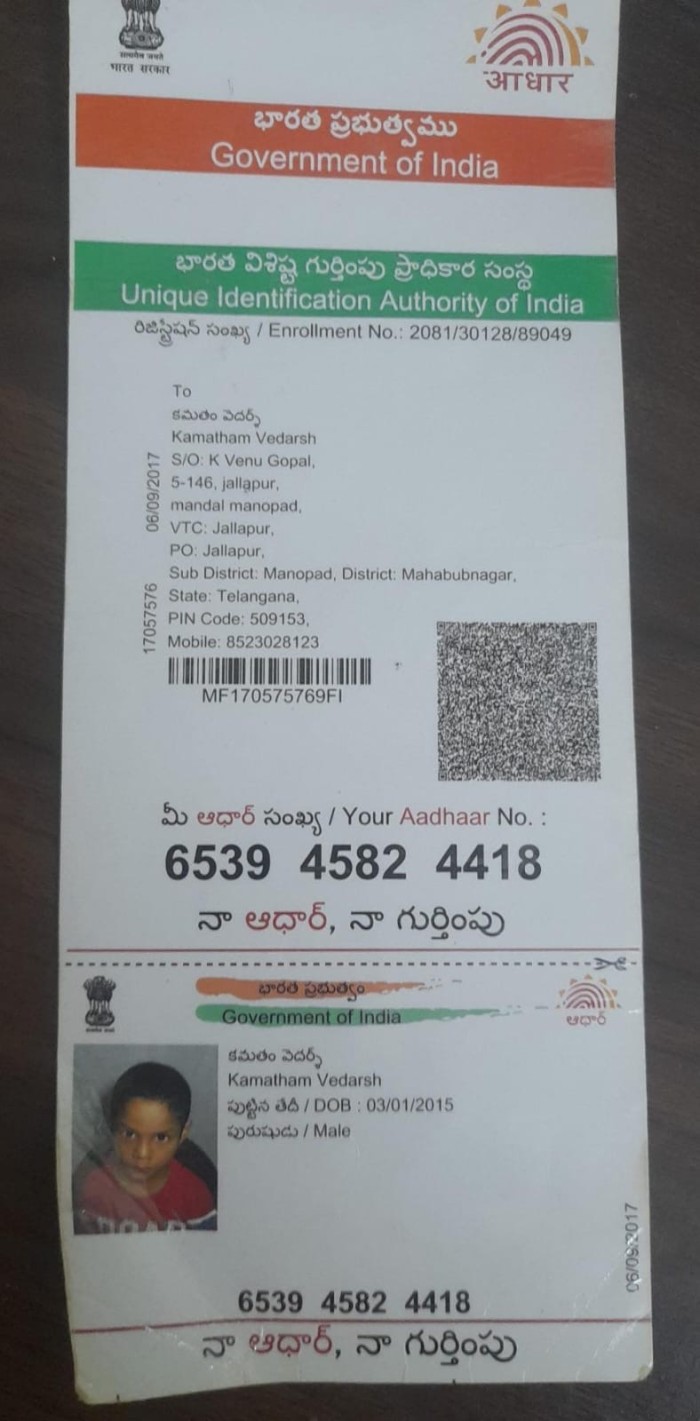 भारत सरकार
आधार
భారత ప్రభుత్వము
Government of India
భారత విశిష్ట గుర్తింపు ప్రాధికార సంస్థ
Unique Identification Authority of India
రిజిస్ట్రేషన్ సంఖ్య / Enrollment No.: 2081/30128/89049
To
కమతం వెదర్శ్
Kamatham Vedarsh
S/O: K Venu Gopal,
5-146, jallapur,
mandal manopad,
VTC: Jallapur,
PO: Jallapur,
Sub District: Manopad, District: Mahabubnagar,
State: Telangana,
PIN Code: 509153,
Mobile: 8523028123
06/09/2017
17057576
MF170575769FI
మీ ఆధార్ సంఖ్య / Your Aadhaar No. :
6539 4582 4418
నా ఆధార్, నా గుర్తింపు
భారత ప్రభుత్వం
Government of India
ఆధార్
కమతం వెదర్శ్
Kamatham Vedarsh
పుట్టిన తేదీ / DOB : 03/01/2015
పురుషుడు / Male
06/09/2017
6539 4582 4418
నా ఆధార్, నా గుర్తింపు